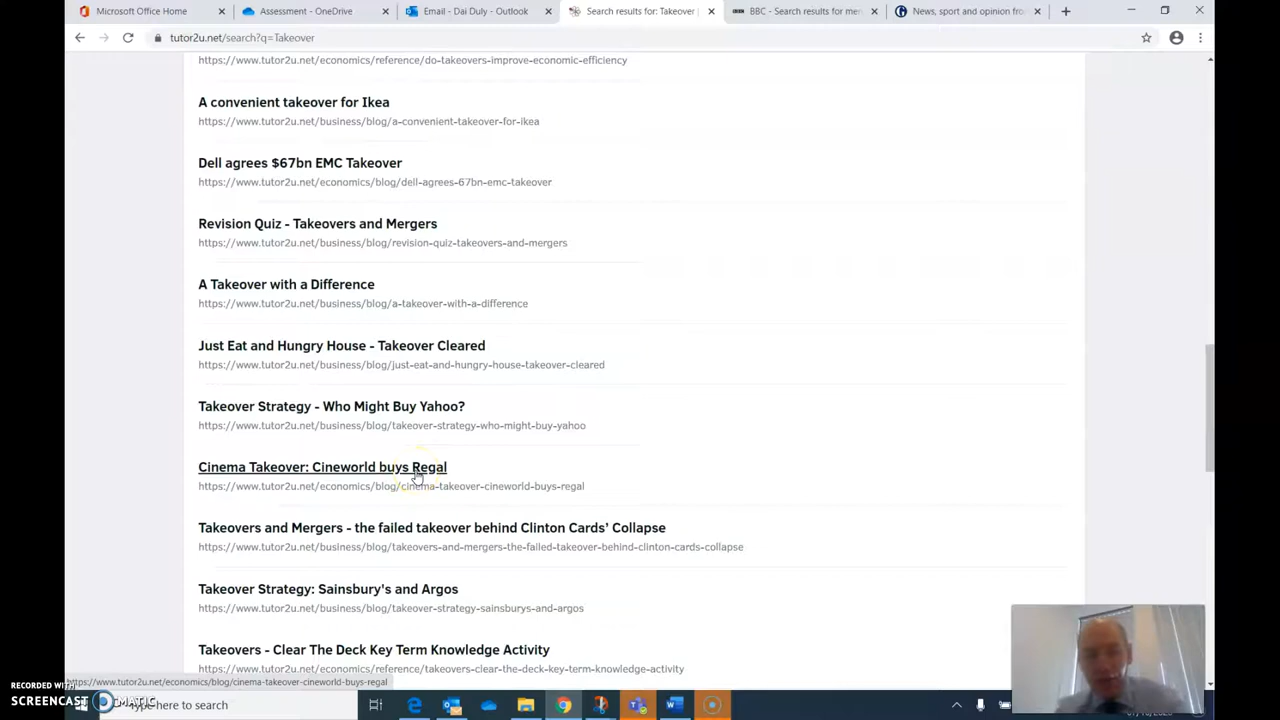 Microsoft Office Home
Assessment - OneDrive
Email - Dai Duly - Outlook
Search results for: Takeover |
BBC - Search results for mer
News, sport and opinion fro
tutor2u.net/search?q=Takeover
https://www.tutor2u.net/economics/reference/do-takeovers-improve-economic-efficiency
A convenient takeover for Ikea
https://www.tutor2u.net/business/blog/a-convenient-takeover-for-ikea
Dell agrees $67bn EMC Takeover
https://www.tutor2u.net/economics/blog/dell-agrees-67bn-emc-takeover
Revision Quiz - Takeovers and Mergers
https://www.tutor2u.net/business/blog/revision-quiz-takeovers-and-mergers
A Takeover with a Difference
https://www.tutor2u.net/business/blog/a-takeover-with-a-difference
Just Eat and Hungry House - Takeover Cleared
https://www.tutor2u.net/business/blog/just-eat-and-hungry-house-takeover-cleared
Takeover Strategy - Who Might Buy Yahoo?
https://www.tutor2u.net/business/blog/takeover-strategy-who-might-buy-yahoo
Cinema Takeover: Cineworld buys Regal
https://www.tutor2u.net/economics/blog/cinema-takeover-cineworld-buys-regal
Takeovers and Mergers - the failed takeover behind Clinton Cards' Collapse
https://www.tutor2u.net/business/blog/takeovers-and-mergers-the-failed-takeover-behind-clinton-cards-collapse
Takeover Strategy: Sainsbury's and Argos
https://www.tutor2u.net/business/blog/takeover-strategy-sainsburys-and-argos
Takeovers - Clear The Deck Key Term Knowledge Activity
https://www.tutor2u.net/economics/reference/takeovers-clear-the-deck-key-term-knowledge-activity
https://www.tutor2u.net/economics/blog/cinema-takeover-cineworld-buys-regal
RECORDED WITH
SCREENCAST MATIC
Type here to search